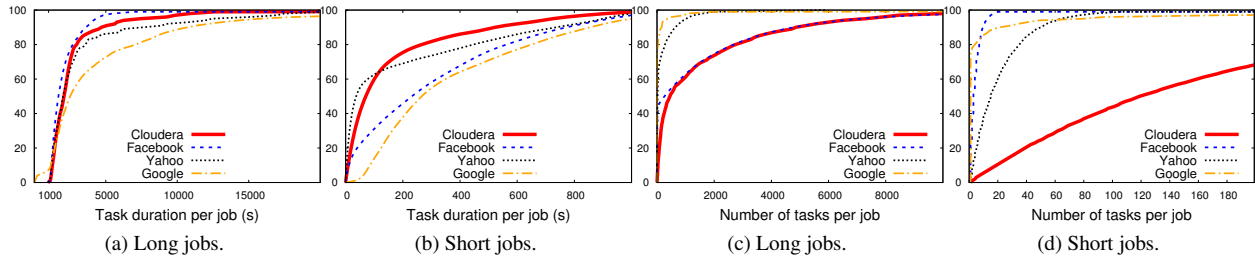 100
80
60
40
20
0
Cloudera
Facebook
Yahoo
Google
1000 5000 10000 15000
Task duration per job (s)
(a) Long jobs.
100
80
60
40
20
0
Cloudera
Facebook
Yahoo
Google
0 200 400 600 800
Task duration per job (s)
(b) Short jobs.
100
80
60
40
20
0
Cloudera
Facebook
Yahoo
Google
0 2000 4000 6000 8000
Number of tasks per job
(c) Long jobs.
100
80
60
40
20
0
Cloudera
Facebook
Yahoo
Google
0 20 40 60 80 100 120 140 160 180
Number of tasks per job
(d) Short jobs.